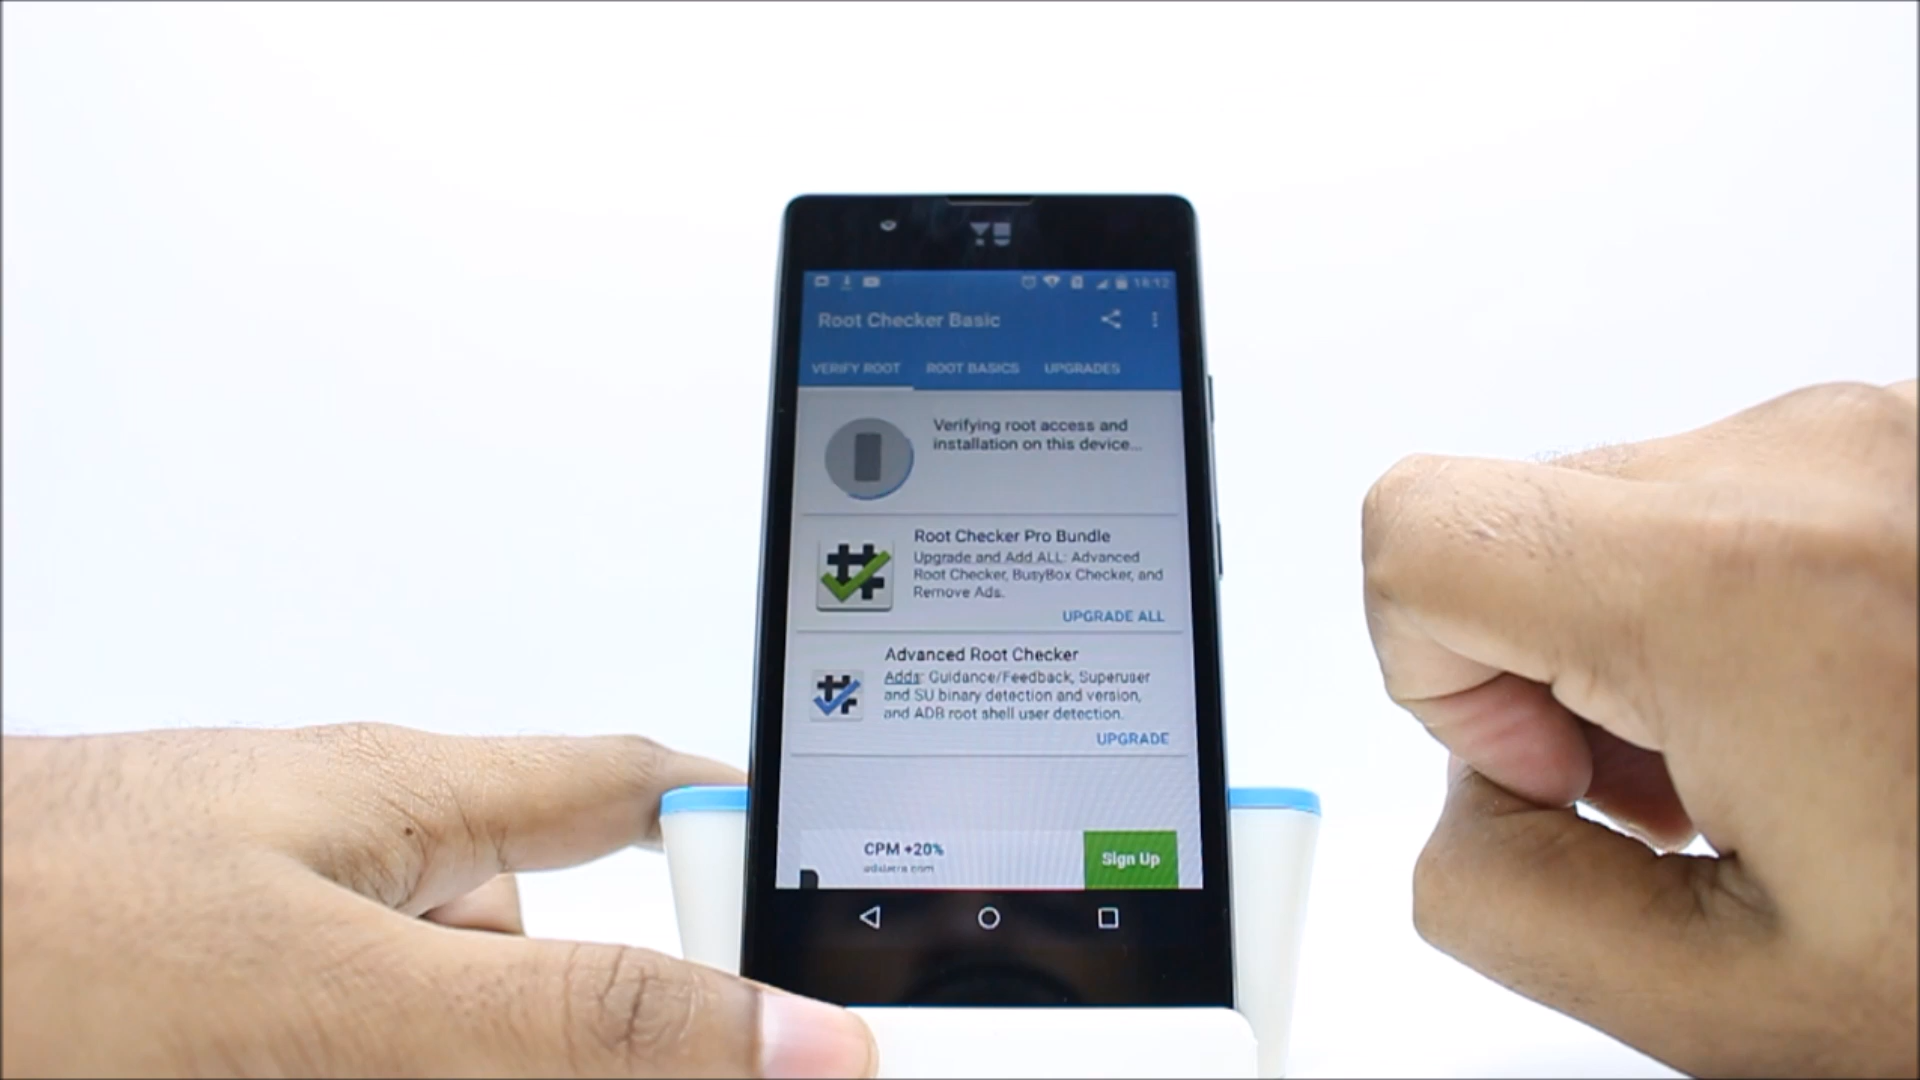 YU
18:12
Root Checker Basic
VERIFY ROOT ROOT BASICS UPGRADES
Verifying root access and
installation on this device...
Root Checker Pro Bundle
Upgrade and Add ALL: Advanced
Root Checker, BusyBox Checker, and
Remove Ads.
UPGRADE ALL
Advanced Root Checker
Adds: Guidance/Feedback, Superuser
and SU binary detection and version,
and ADB root shell user detection.
UPGRADE
CPM +20%
Sign Up